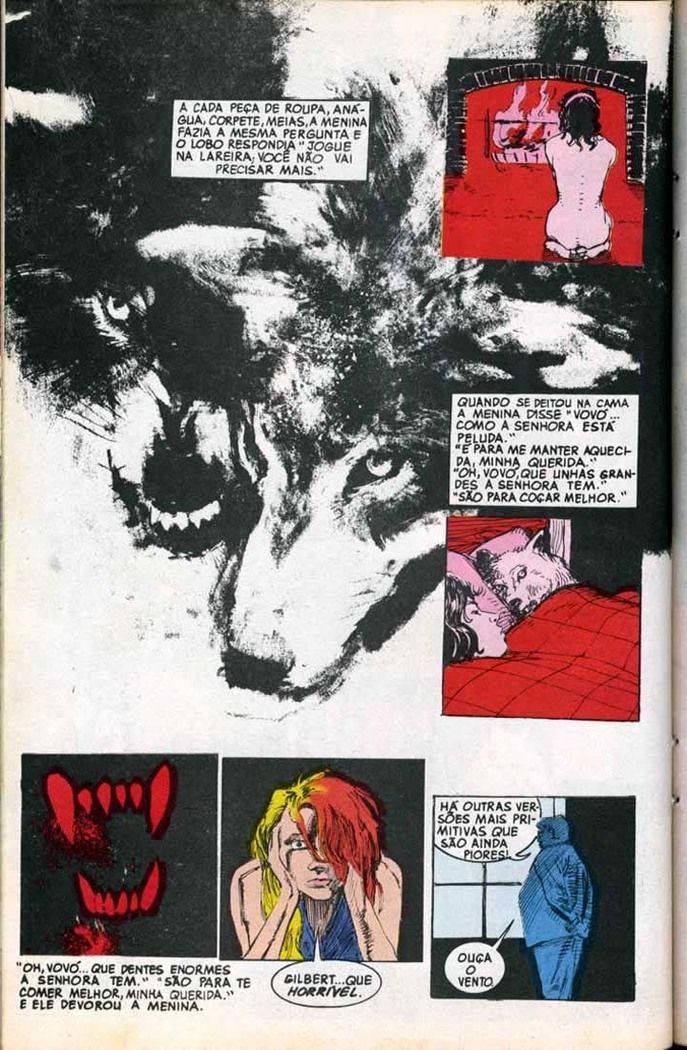 A CADA PEÇA DE ROUPA, ANÁ-
GUA, CORPETE, MEIAS, A MENINA
FAZIA A MESMA PERGUNTA E
O LOBO RESPONDIA "JOGUE
NA LAREIRA; VOCÊ NÃO VAI
PRECISAR MAIS."
QUANDO SE DEITOU NA CAMA
A MENINA DISSE "VOVÓ...
COMO A SENHORA ESTÁ
PELUDA."
"É PARA ME MANTER AQUECI-
DA, MINHA QUERIDA."
"OH, VOVÓ, QUE UNHAS GRAN-
DES A SENHORA TEM."
"SÃO PARA COÇAR MELHOR."
"OH, VOVÓ... QUE DENTES ENORMES
A SENHORA TEM." "SÃO PARA TE
COMER MELHOR, MINHA QUERIDA."
E ELE DEVOROU A MENINA.
GILBERT... QUE
HORRÍVEL.
HÁ OUTRAS VER-
SÕES MAIS PRI-
MITIVAS QUE
SÃO AINDA
PIORES!
OUÇA
O
VENTO.